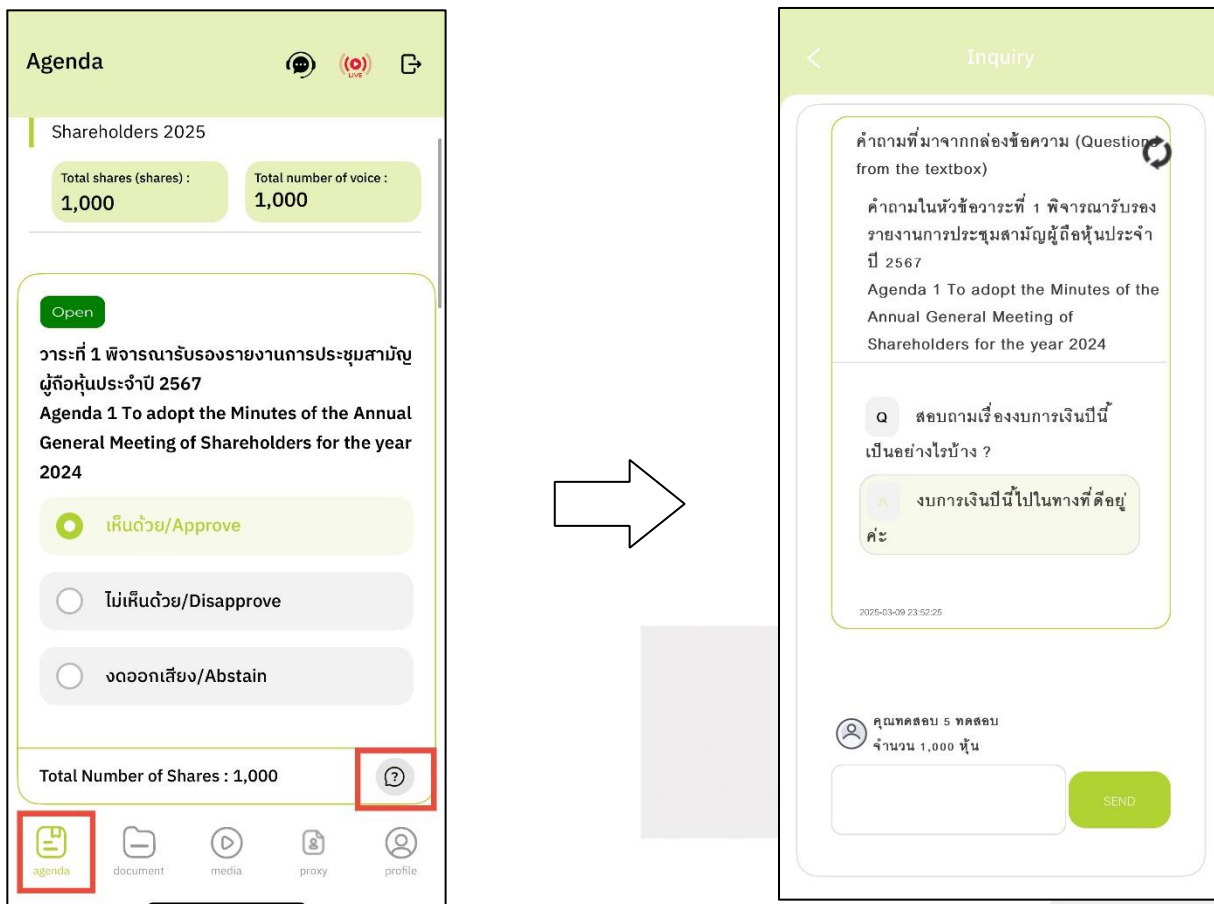 Agenda
LIVE
Shareholders 2025
Total shares (shares) :
1,000
Total number of voice :
1,000
Open
วาระที่ 1 พิจารณารับรองรายงานการประชุมสามัญ
ผู้ถือหุ้นประจำปี 2567
Agenda 1 To adopt the Minutes of the Annual
General Meeting of Shareholders for the year
2024
เห็นด้วย/Approve
ไม่เห็นด้วย/Disapprove
งดออกเสียง/Abstain
Total Number of Shares : 1,000
agenda
document
media
proxy
profile
Inquiry
คำถามที่มาจากกล่องข้อความ (Questions
from the textbox)
คำถามในหัวข้อวาระที่ 1 พิจารณารับรอง
รายงานการประชุมสามัญผู้ถือหุ้นประจำ
ปี 2567
Agenda 1 To adopt the Minutes of the
Annual General Meeting of
Shareholders for the year 2024
Q สอบถามเรื่องงบการเงินปีนี้
เป็นอย่างไรบ้าง ?
A งบการเงินปีนี้ไปในทางที่ดีอยู่
ค่ะ
2025-03-09 23:52:25
คุณทดสอบ 5 ทดสอบ
จำนวน 1,000 หุ้น
SEND